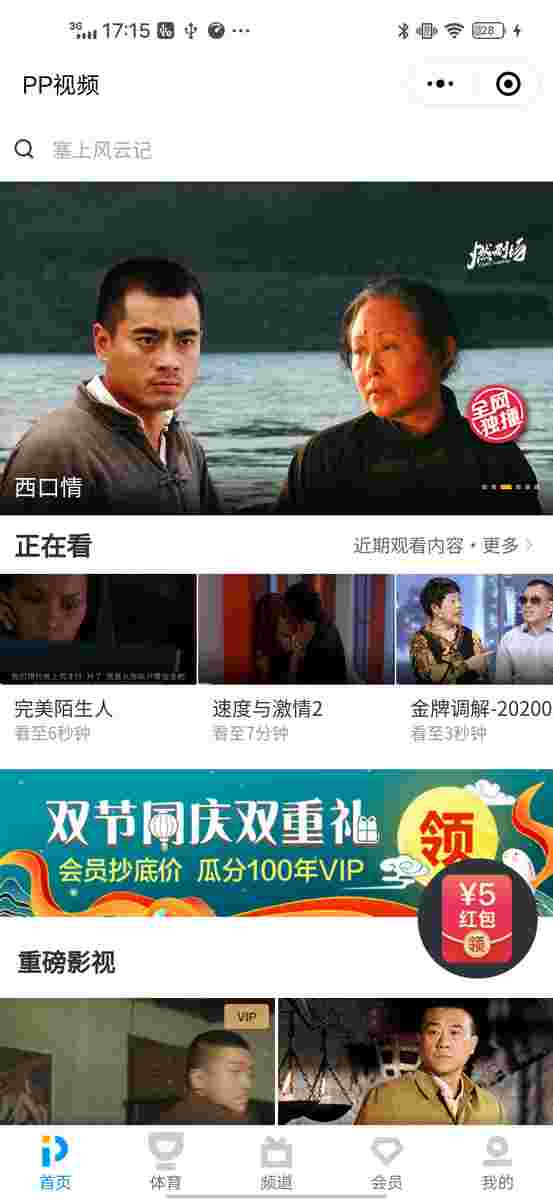 3G 17:15 28
PP视频
塞上风云记
燃剧场
全网
独播
西口情
正在看
近期观看内容·更多
完美陌生人
速度与激情2
金牌调解-20200
看至6秒钟
看至7分钟
看至3秒钟
双节同庆双重礼
领
会员抄底价 瓜分100年VIP
¥5
红包
领
重磅影视
VIP
首页
体育
频道
会员
我的